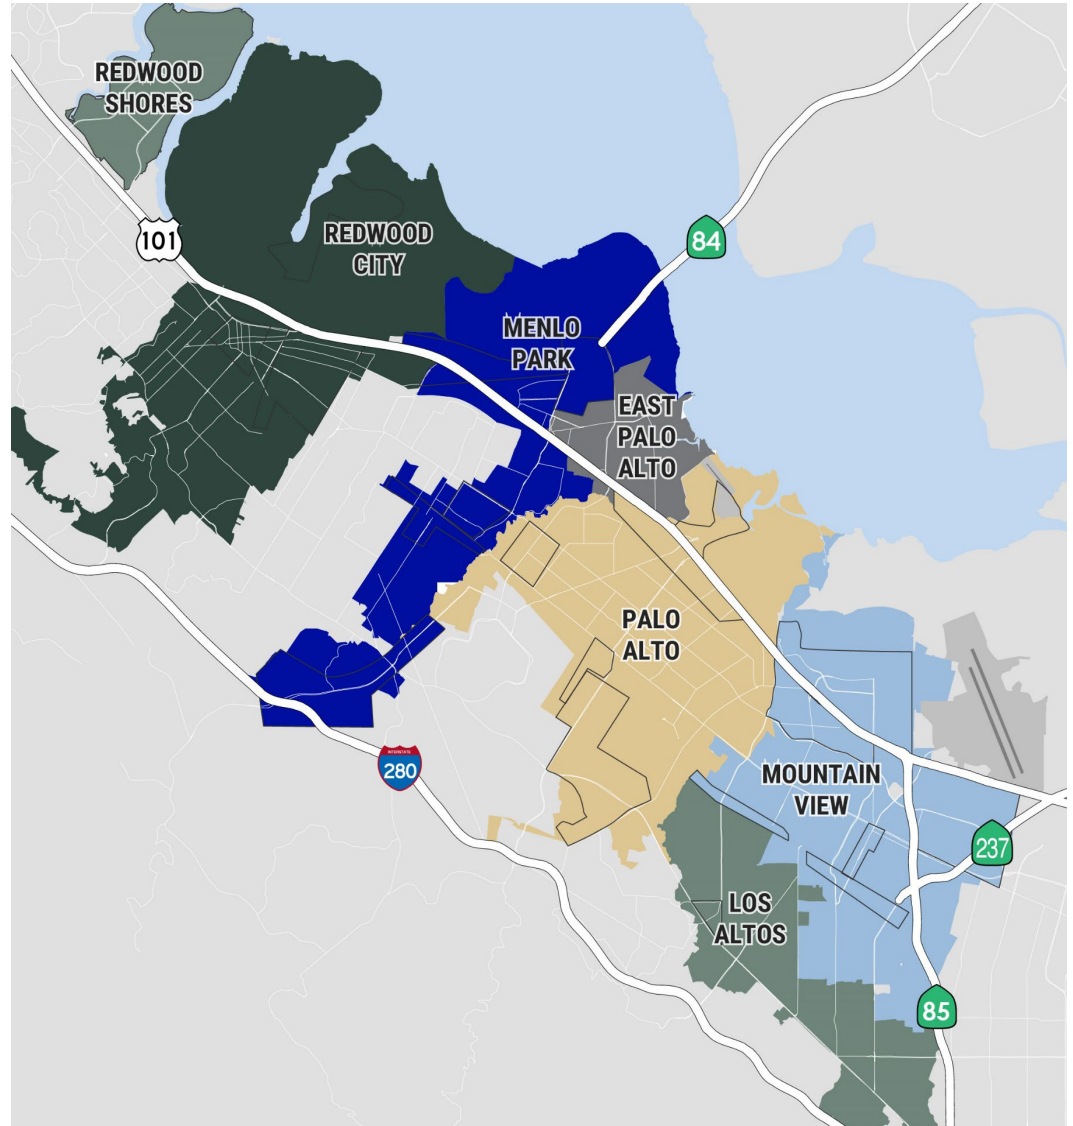 REDWOOD
SHORES
101
REDWOOD
CITY
84
MENLO
PARK
EAST
PALO
ALTO
PALO
ALTO
INTERSTATE
280
MOUNTAIN
VIEW
237
LOS
ALTOS
85